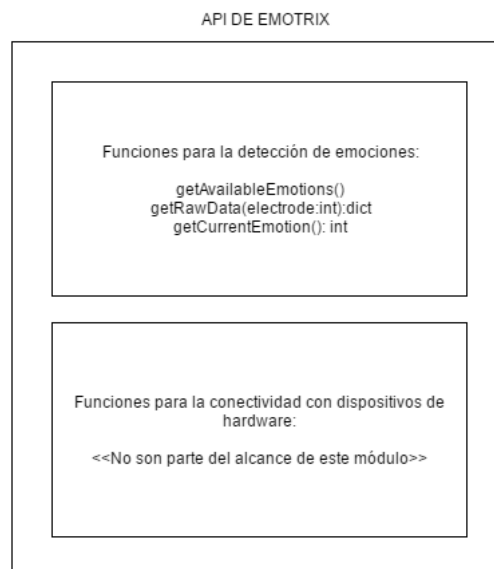 API DE EMOTRIX
Funciones para la detección de emociones:
getAvailableEmotions()
getRawData(electrode:int):dict
getCurrentEmotion(): int
Funciones para la conectividad con dispositivos de
hardware:
<<No son parte del alcance de este módulo>>